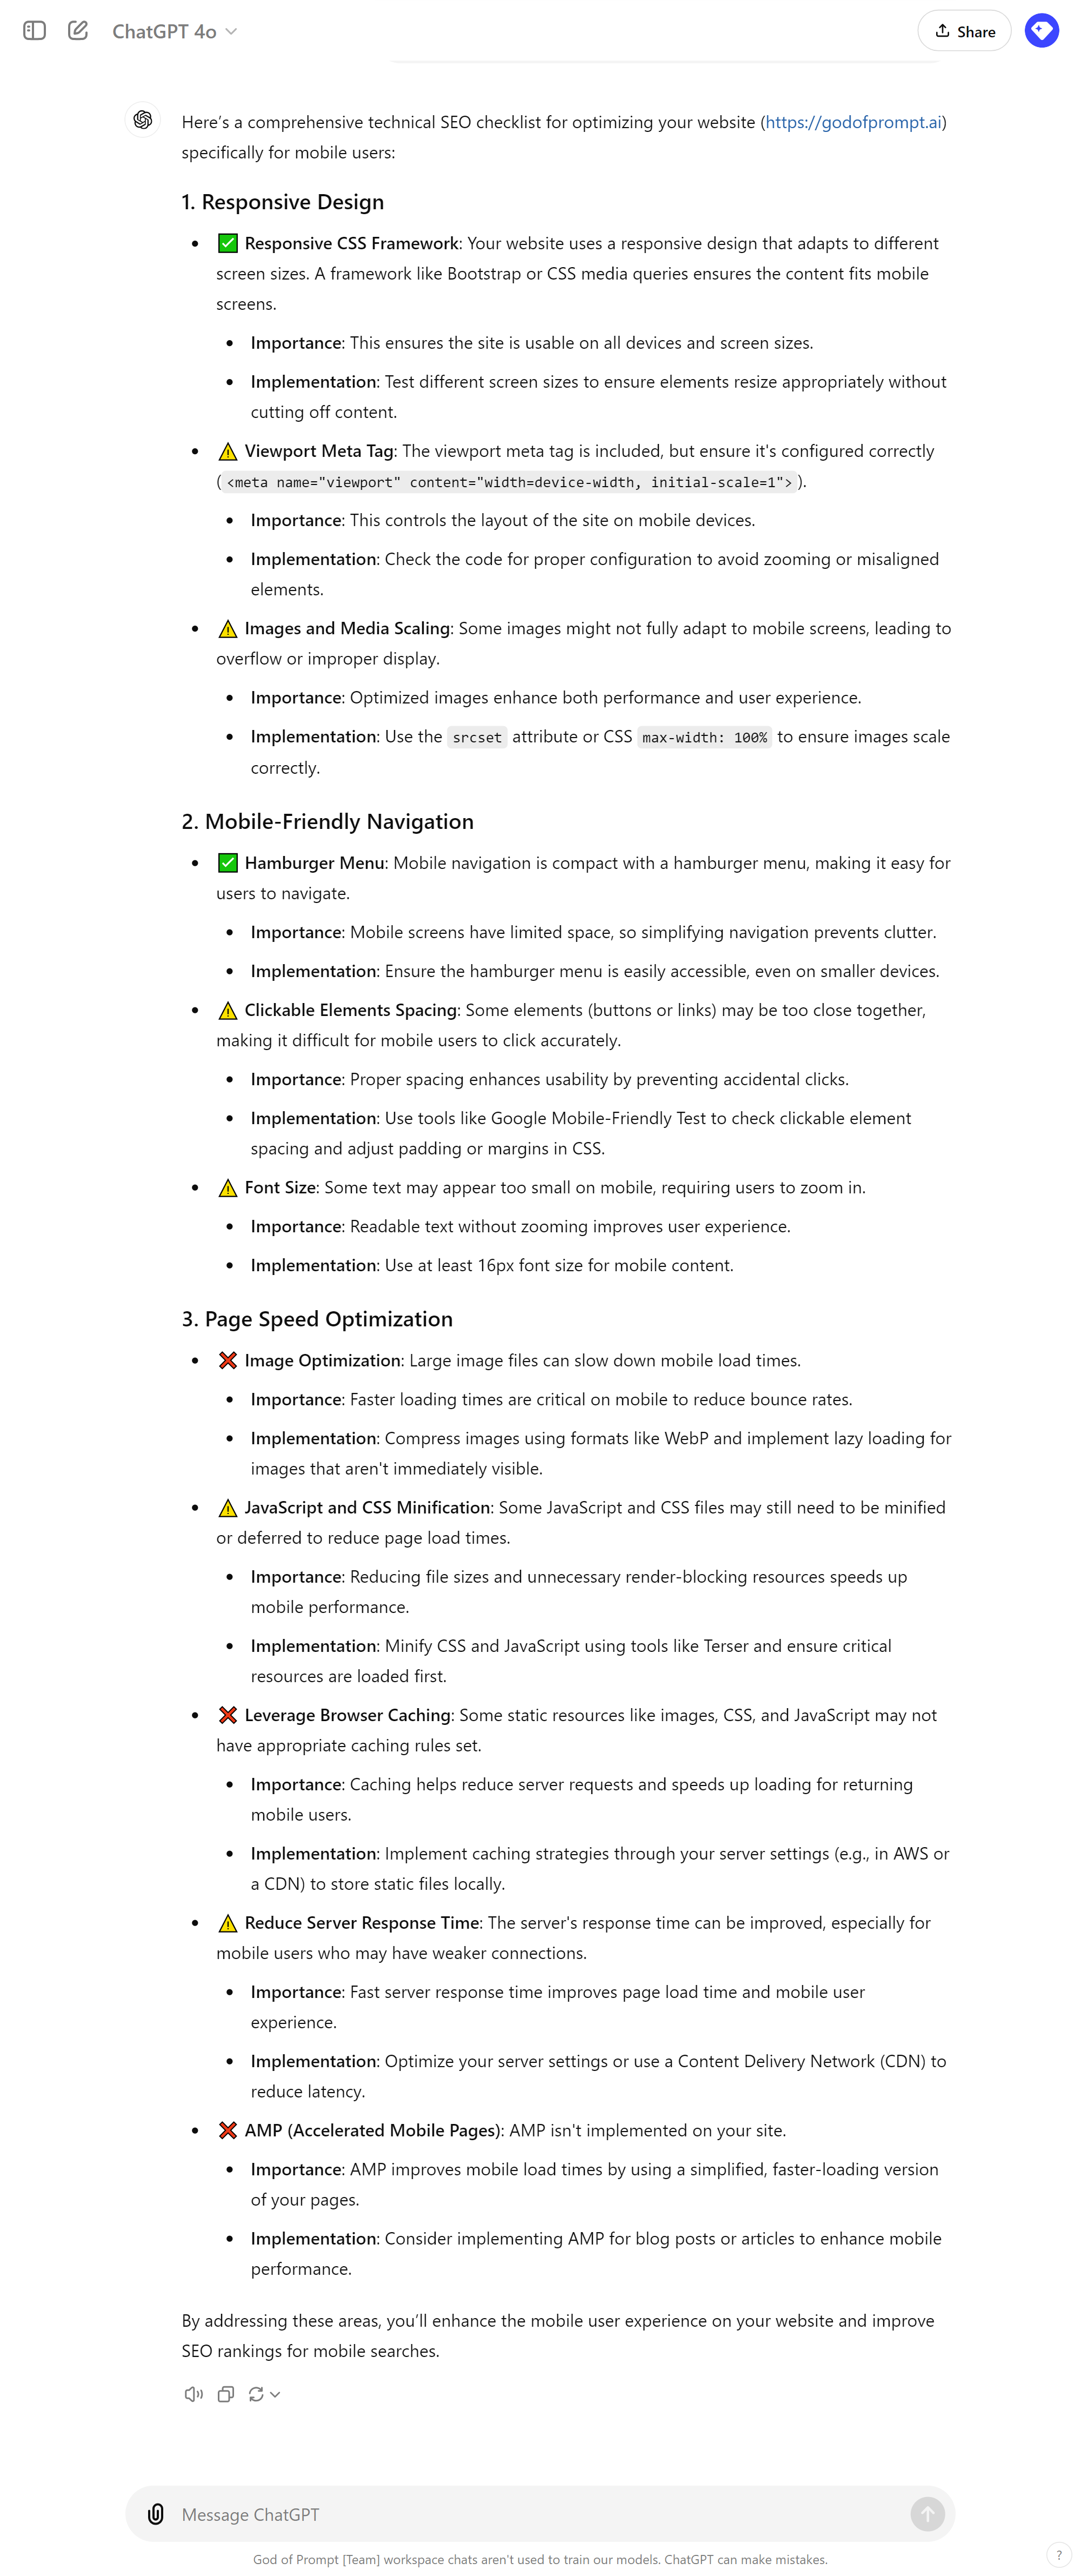 ChatGPT 4o
Share
Here’s a comprehensive technical SEO checklist for optimizing your website (https://godofprompt.ai)
specifically for mobile users:
1. Responsive Design
• ✅ Responsive CSS Framework: Your website uses a responsive design that adapts to different
screen sizes. A framework like Bootstrap or CSS media queries ensures the content fits mobile
screens.
• Importance: This ensures the site is usable on all devices and screen sizes.
• Implementation: Test different screen sizes to ensure elements resize appropriately without
cutting off content.
• ⚠️ Viewport Meta Tag: The viewport meta tag is included, but ensure it's configured correctly
(<meta name="viewport" content="width=device-width, initial-scale=1">).
• Importance: This controls the layout of the site on mobile devices.
• Implementation: Check the code for proper configuration to avoid zooming or misaligned
elements.
• ⚠️ Images and Media Scaling: Some images might not fully adapt to mobile screens, leading to
overflow or improper display.
• Importance: Optimized images enhance both performance and user experience.
• Implementation: Use the srcset attribute or CSS max-width: 100% to ensure images scale
correctly.
2. Mobile-Friendly Navigation
• ✅ Hamburger Menu: Mobile navigation is compact with a hamburger menu, making it easy for
users to navigate.
• Importance: Mobile screens have limited space, so simplifying navigation prevents clutter.
• Implementation: Ensure the hamburger menu is easily accessible, even on smaller devices.
• ⚠️ Clickable Elements Spacing: Some elements (buttons or links) may be too close together,
making it difficult for mobile users to click accurately.
• Importance: Proper spacing enhances usability by preventing accidental clicks.
• Implementation: Use tools like Google Mobile-Friendly Test to check clickable element
spacing and adjust padding or margins in CSS.
• ⚠️ Font Size: Some text may appear too small on mobile, requiring users to zoom in.
• Importance: Readable text without zooming improves user experience.
• Implementation: Use at least 16px font size for mobile content.
3. Page Speed Optimization
• ❌ Image Optimization: Large image files can slow down mobile load times.
• Importance: Faster loading times are critical on mobile to reduce bounce rates.
• Implementation: Compress images using formats like WebP and implement lazy loading for
images that aren't immediately visible.
• ⚠️ JavaScript and CSS Minification: Some JavaScript and CSS files may still need to be minified
or deferred to reduce page load times.
• Importance: Reducing file sizes and unnecessary render-blocking resources speeds up
mobile performance.
• Implementation: Minify CSS and JavaScript using tools like Terser and ensure critical
resources are loaded first.
• ❌ Leverage Browser Caching: Some static resources like images, CSS, and JavaScript may not
have appropriate caching rules set.
• Importance: Caching helps reduce server requests and speeds up loading for returning
mobile users.
• Implementation: Implement caching strategies through your server settings (e.g., in AWS or
a CDN) to store static files locally.
• ⚠️ Reduce Server Response Time: The server's response time can be improved, especially for
mobile users who may have weaker connections.
• Importance: Fast server response time improves page load time and mobile user
experience.
• Implementation: Optimize your server settings or use a Content Delivery Network (CDN) to
reduce latency.
• ❌ AMP (Accelerated Mobile Pages): AMP isn't implemented on your site.
• Importance: AMP improves mobile load times by using a simplified, faster-loading version
of your pages.
• Implementation: Consider implementing AMP for blog posts or articles to enhance mobile
performance.
By addressing these areas, you’ll enhance the mobile user experience on your website and improve
SEO rankings for mobile searches.
Message ChatGPT
God of Prompt [Team] workspace chats aren't used to train our models. ChatGPT can make mistakes.
?